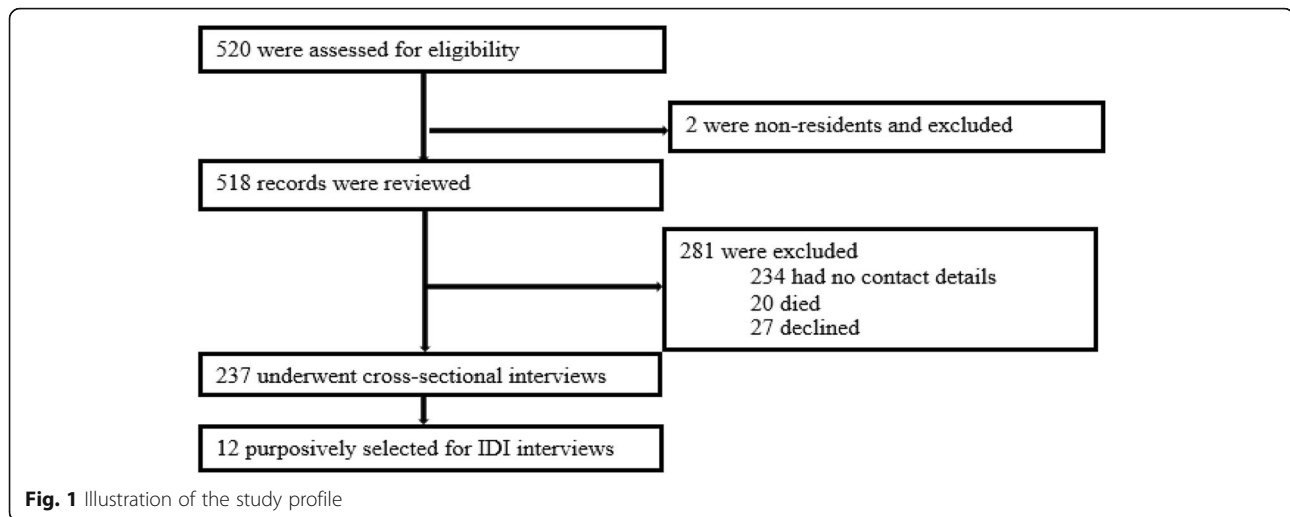 520 were assessed for eligibility
2 were non-residents and excluded
518 records were reviewed
281 were excluded
234 had no contact details
20 died
27 declined
237 underwent cross-sectional interviews
12 purposively selected for IDI interviews
Fig. 1 Illustration of the study profile